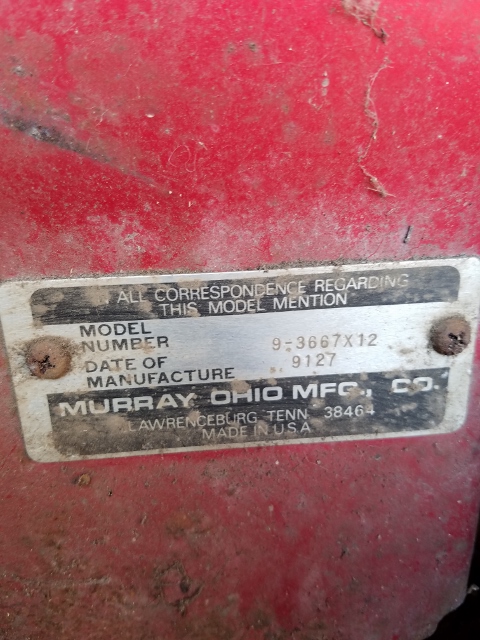 IN ALL CORRESPONDENCE REGARDING
THIS MODEL MENTION
MODEL
NUMBER 9-3667X12
DATE OF
MANUFACTURE 9127
MURRAY OHIO MFG., CO.
LAWRENCEBURG TENN 38464
MADE IN U.S.A.